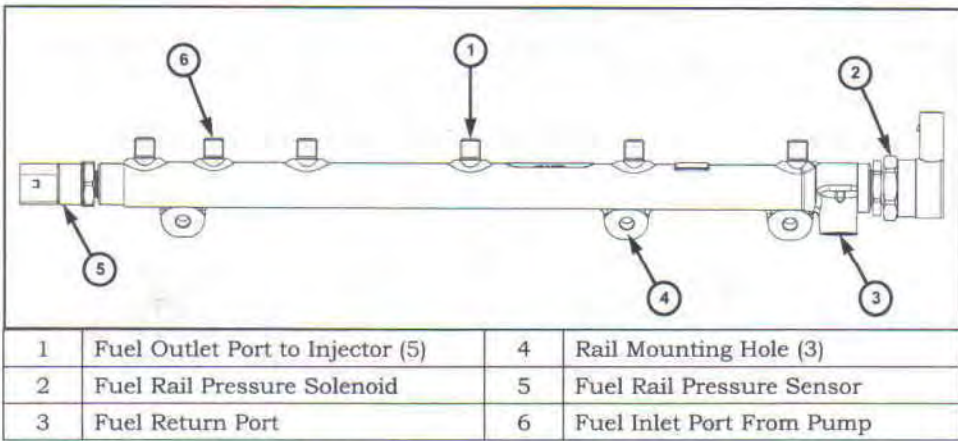 1
6
2
5
4
3
1 Fuel Outlet Port to Injector (5) 4 Rail Mounting Hole (3)
2 Fuel Rail Pressure Solenoid 5 Fuel Rail Pressure Sensor
3 Fuel Return Port 6 Fuel Inlet Port From Pump